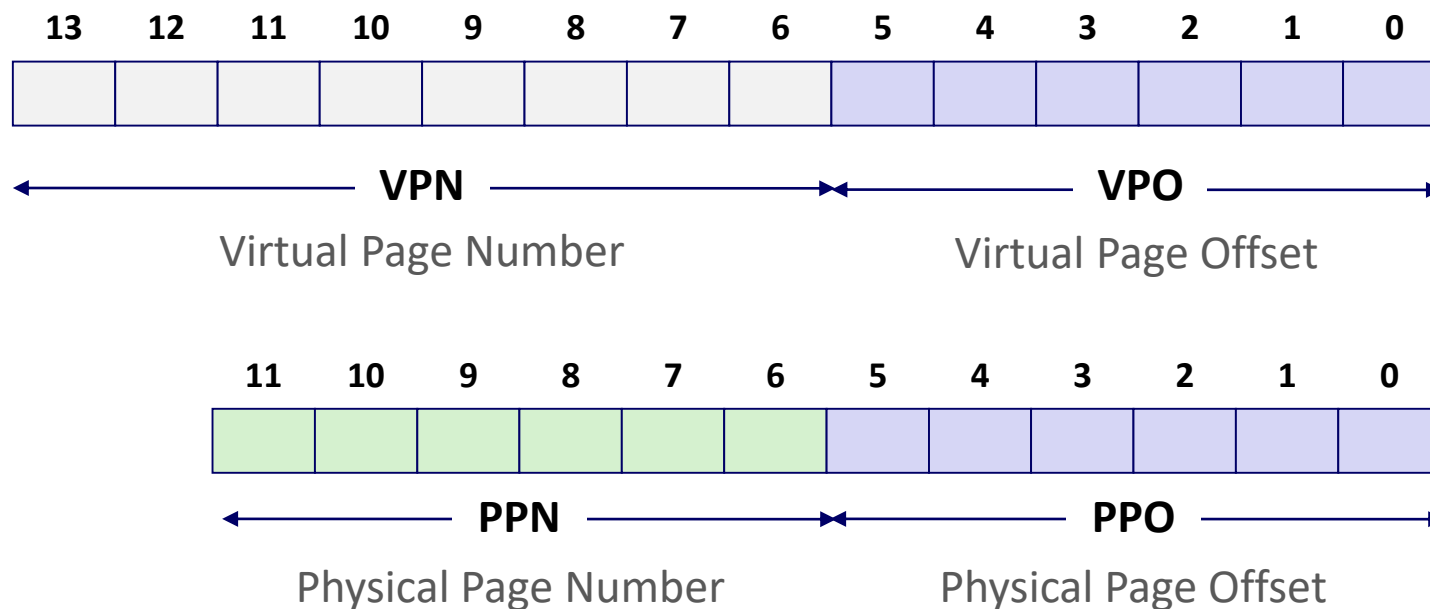 13 12 11 10 9 8 7 6 5 4 3 2 1 0
VPN VPO
Virtual Page Number Virtual Page Offset
11 10 9 8 7 6 5 4 3 2 1 0
PPN PPO
Physical Page Number Physical Page Offset